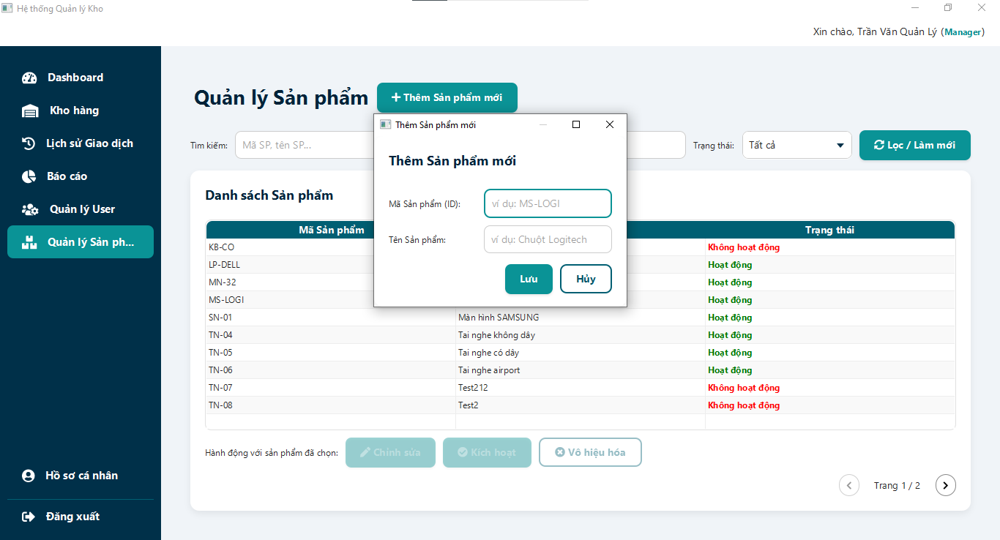 Hệ thống Quản lý Kho
Xin chào, Trần Văn Quản Lý (Manager)
Dashboard
Kho hàng
Lịch sử Giao dịch
Báo cáo
Quản lý User
Quản lý Sản ph...
Hồ sơ cá nhân
Đăng xuất
Quản lý Sản phẩm
Thêm Sản phẩm mới
Tìm kiếm:
Mã SP, tên SP...
Trạng thái:
Tất cả
Lọc / Làm mới
Danh sách Sản phẩm
Mã Sản phẩm
Trạng thái
KB-CO
Không hoạt động
LP-DELL
Hoạt động
MN-32
Hoạt động
MS-LOGI
Hoạt động
SN-01
Màn hình SAMSUNG
Hoạt động
TN-04
Tai nghe không dây
Hoạt động
TN-05
Tai nghe có dây
Hoạt động
TN-06
Tai nghe airport
Hoạt động
TN-07
Test212
Không hoạt động
TN-08
Test2
Không hoạt động
Hành động với sản phẩm đã chọn:
Chỉnh sửa
Kích hoạt
Vô hiệu hóa
Trang 1 / 2
Thêm Sản phẩm mới
Thêm Sản phẩm mới
Mã Sản phẩm (ID):
ví dụ: MS-LOGI
Tên Sản phẩm:
ví dụ: Chuột Logitech
Lưu
Hủy